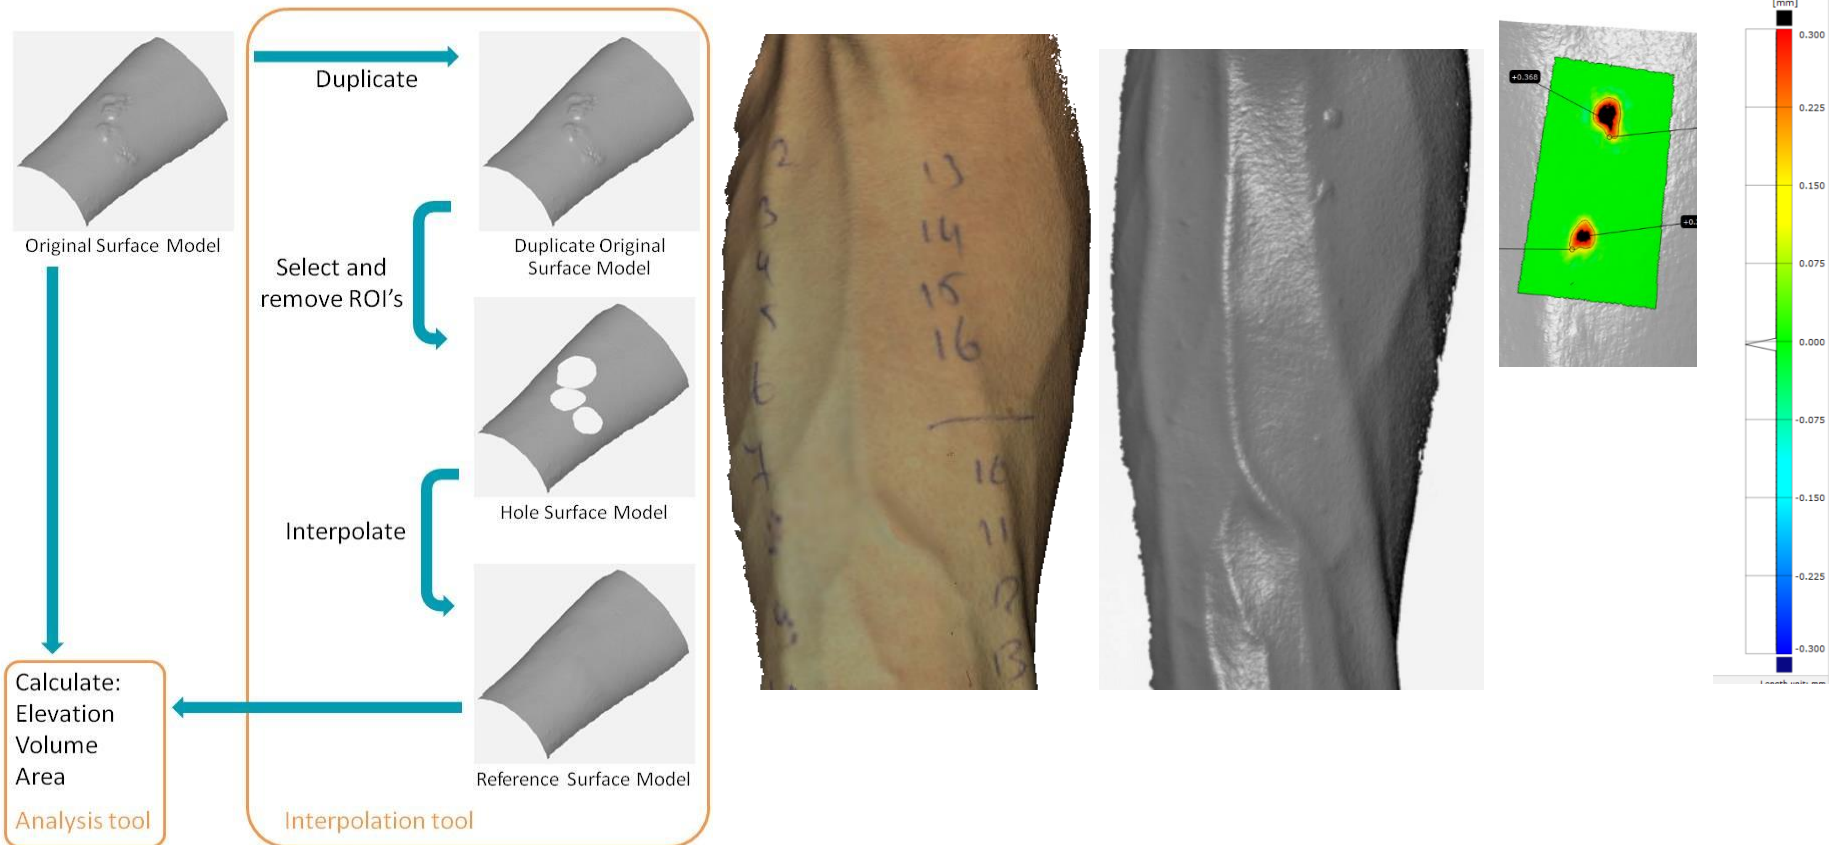 Duplicate
Original Surface Model
Duplicate Original
Surface Model
Select and
remove ROI's
Hole Surface Model
Interpolate
Reference Surface Model
Calculate:
Elevation
Volume
Area
Analysis tool
Interpolation tool
2
3
4
5
6
7
13
14
15
16
10
11
12
13
+0.368
[mm]
0.300
0.225
0.150
0.075
0.000
-0.075
-0.150
-0.225
-0.300